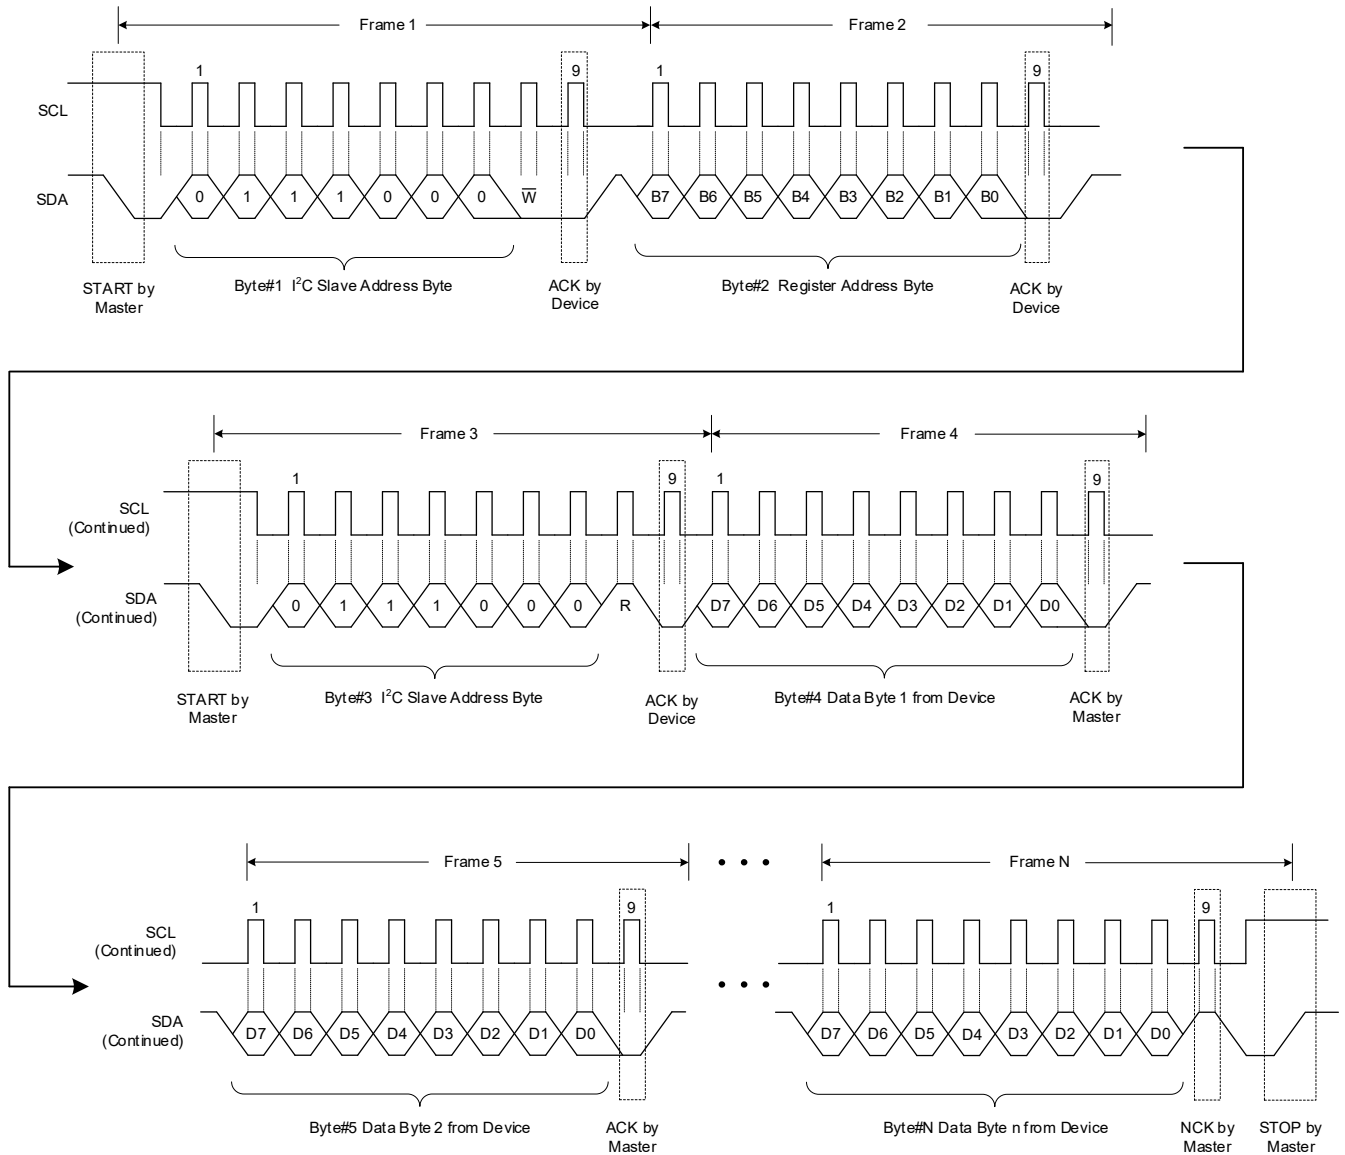 Frame 1
Frame 2
1
9
1
9
SCL
SDA
0 1 1 1 0 0 0 W̅
B7 B6 B5 B4 B3 B2 B1 B0
START by
Master
Byte#1 I²C Slave Address Byte
ACK by
Device
Byte#2 Register Address Byte
ACK by
Device
Frame 3
Frame 4
1
9
1
9
SCL
(Continued)
SDA
(Continued)
0 1 1 1 0 0 0 R
D7 D6 D5 D4 D3 D2 D1 D0
START by
Master
Byte#3 I²C Slave Address Byte
ACK by
Device
Byte#4 Data Byte 1 from Device
ACK by
Master
Frame 5
• • •
Frame N
1
9
1
9
SCL
(Continued)
• • •
SDA
(Continued)
D7 D6 D5 D4 D3 D2 D1 D0
D7 D6 D5 D4 D3 D2 D1 D0
Byte#5 Data Byte 2 from Device
ACK by
Master
Byte#N Data Byte n from Device
NCK by
Master
STOP by
Master